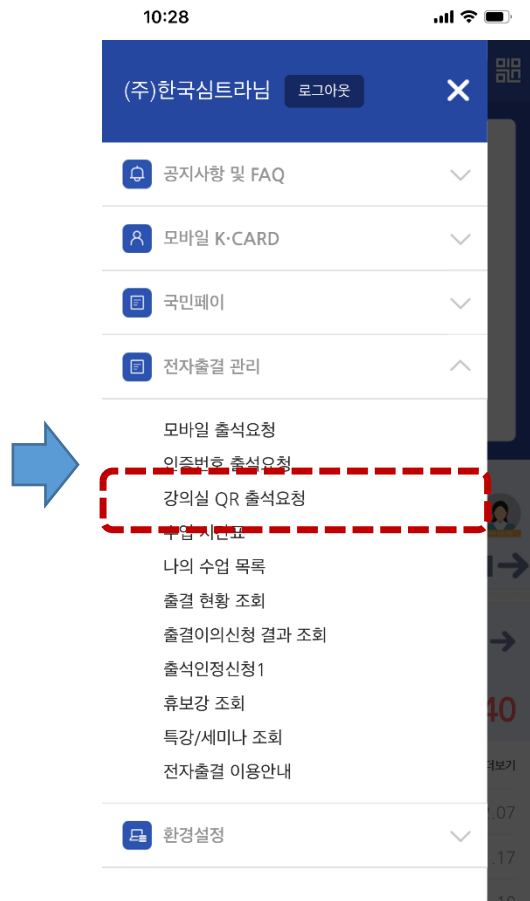 10:28
(주)한국심트라님 로그아웃
공지사항 및 FAQ
모바일 K·CARD
국민페이
전자출결 관리
모바일 출석요청
인증번호 출석요청
강의실 QR 출석요청
수업 시간표
나의 수업 목록
출결 현황 조회
출결이의신청 결과 조회
출석인정신청1
휴보강 조회
40
특강/세미나 조회
더보기
전자출결 이용안내
.07
환경설정
.17